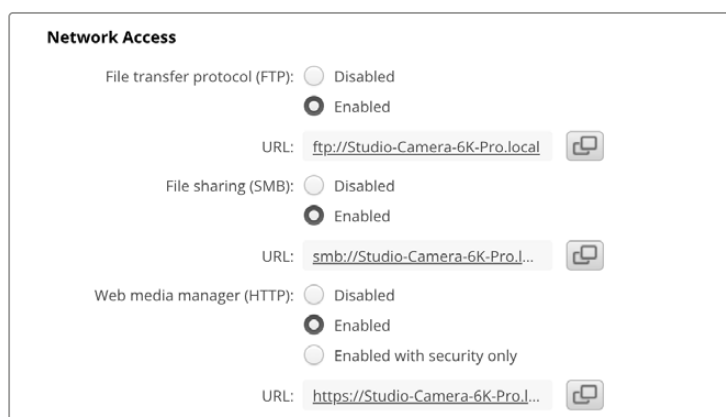 Network Access
File transfer protocol (FTP): Disabled
Enabled
URL: ftp://Studio-Camera-6K-Pro.local
File sharing (SMB): Disabled
Enabled
URL: smb://Studio-Camera-6K-Pro.l...
Web media manager (HTTP): Disabled
Enabled
Enabled with security only
URL: https://Studio-Camera-6K-Pro.l...